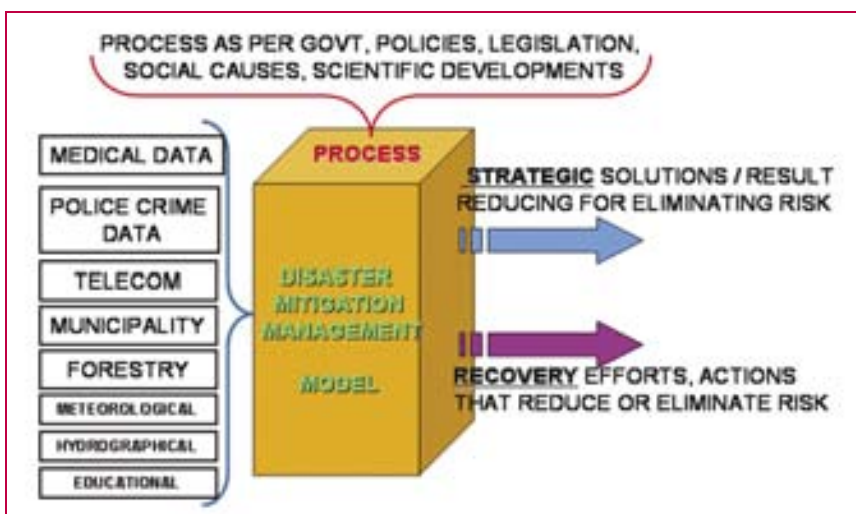 PROCESS AS PER GOVT, POLICIES, LEGISLATION,
SOCIAL CAUSES, SCIENTIFIC DEVELOPMENTS
PROCESS
MEDICAL DATA
POLICE CRIME
DATA
TELECOM
MUNICIPALITY
FORESTRY
METEOROLOGICAL
HYDROGRAPHICAL
EDUCATIONAL
DISASTER
MITIGATION
MANAGEMENT
MODEL
STRATEGIC SOLUTIONS / RESULT
REDUCING FOR ELIMINATING RISK
RECOVERY EFFORTS, ACTIONS
THAT REDUCE OR ELIMINATE RISK